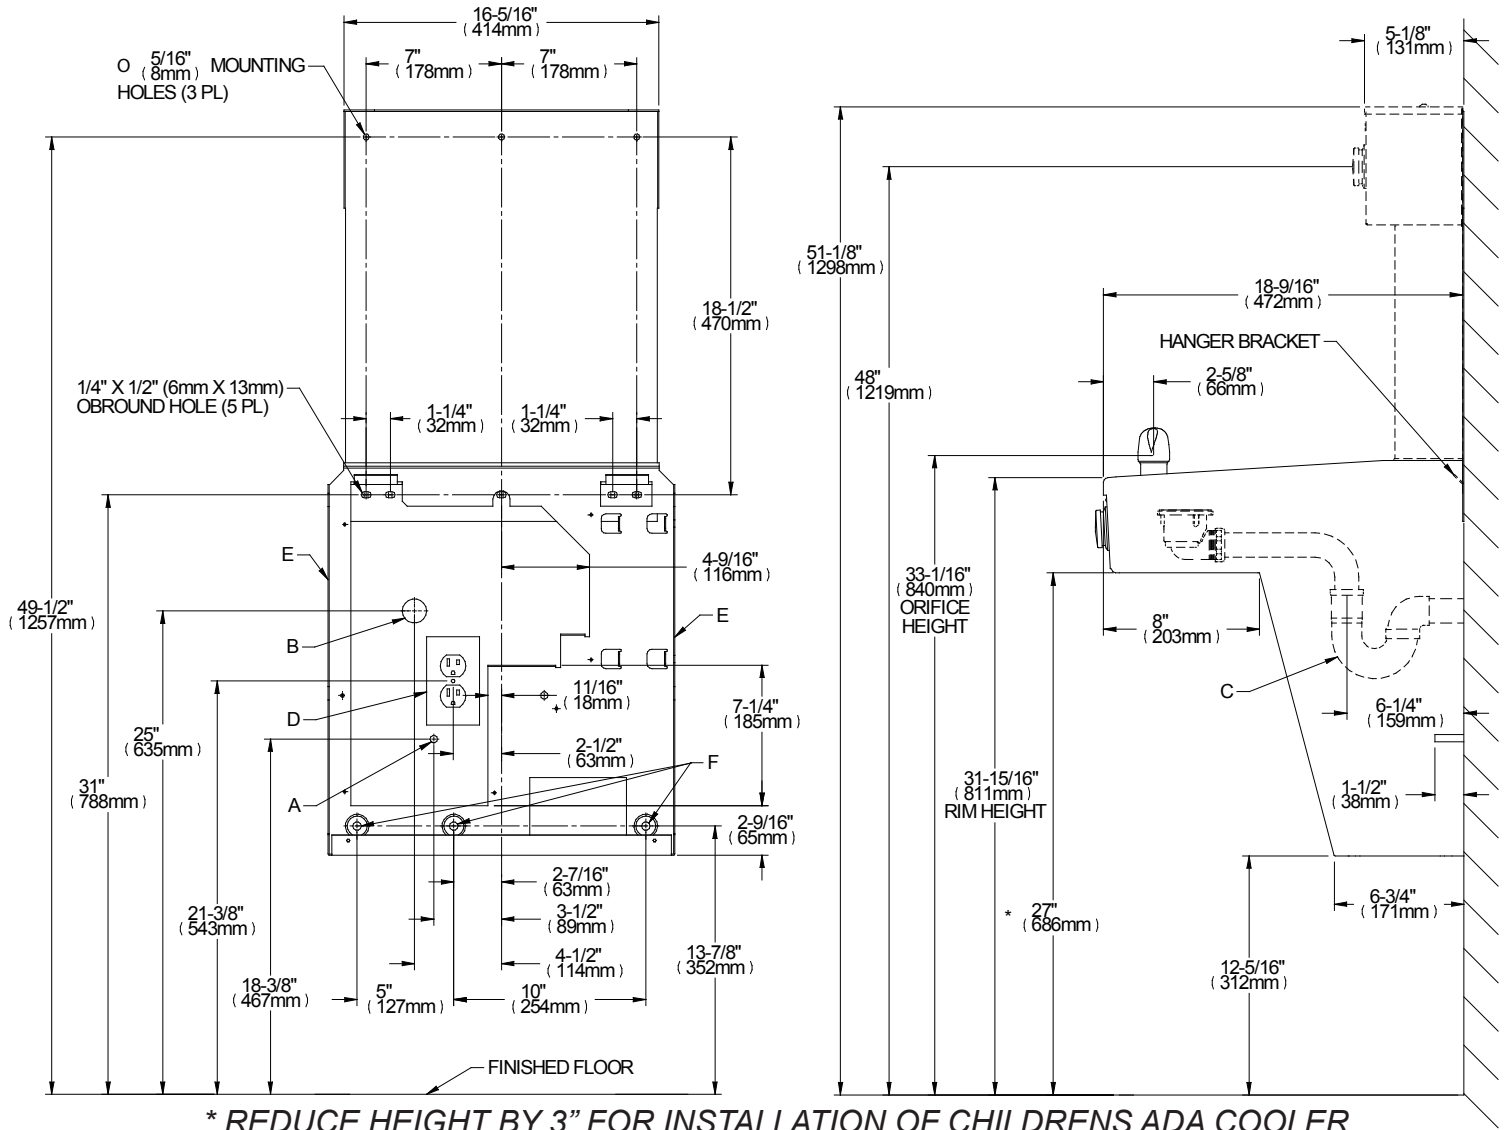 16-5/16"
(414mm)
7"
(178mm)
7"
(178mm)
O 5/16" MOUNTING
(8mm)
HOLES (3 PL)
18-1/2"
(470mm)
1/4" X 1/2" (6mm X 13mm)
OBROUND HOLE (5 PL)
1-1/4"
(32mm)
1-1/4"
(32mm)
E
4-9/16"
(116mm)
49-1/2"
(1257mm)
E
B
11/16"
(18mm)
D
7-1/4"
(185mm)
25"
(635mm)
2-1/2"
(63mm)
F
31"
(788mm)
A
2-9/16"
(65mm)
2-7/16"
(63mm)
21-3/8"
(543mm)
3-1/2"
(89mm)
4-1/2"
(114mm)
13-7/8"
(352mm)
18-3/8"
(467mm)
5"
(127mm)
10"
(254mm)
FINISHED FLOOR
5-1/8"
(131mm)
51-1/8"
(1298mm)
18-9/16"
(472mm)
HANGER BRACKET
48"
(1219mm)
2-5/8"
(66mm)
33-1/16"
(840mm)
ORIFICE
HEIGHT
8"
(203mm)
C
6-1/4"
(159mm)
31-15/16"
(811mm)
RIM HEIGHT
1-1/2"
(38mm)
* 27"
(686mm)
6-3/4"
(171mm)
12-5/16"
(312mm)
* REDUCE HEIGHT BY 3" FOR INSTALLATION OF CHILDRENS ADA COOLER